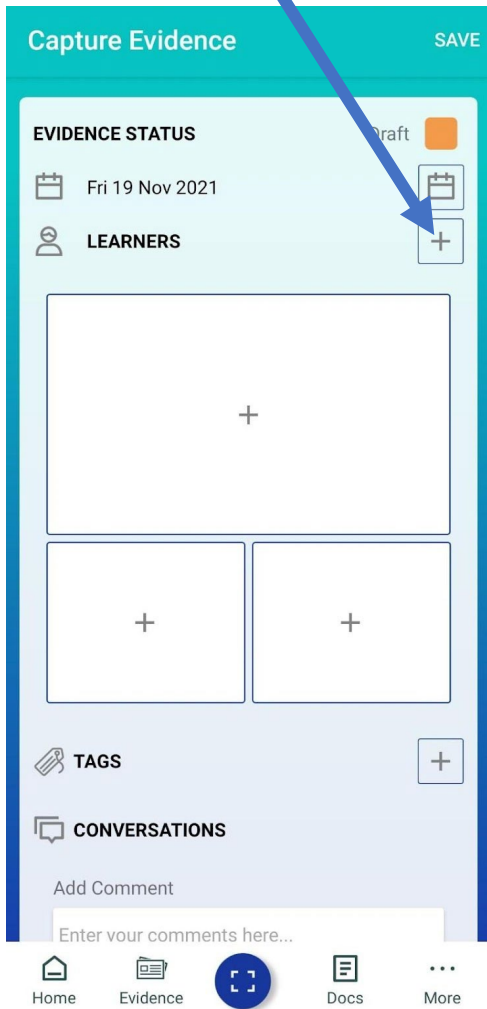 Capture Evidence SAVE
EVIDENCE STATUS Draft
Fri 19 Nov 2021
LEARNERS
TAGS
CONVERSATIONS
Add Comment
Enter your comments here...
Home Evidence Docs More